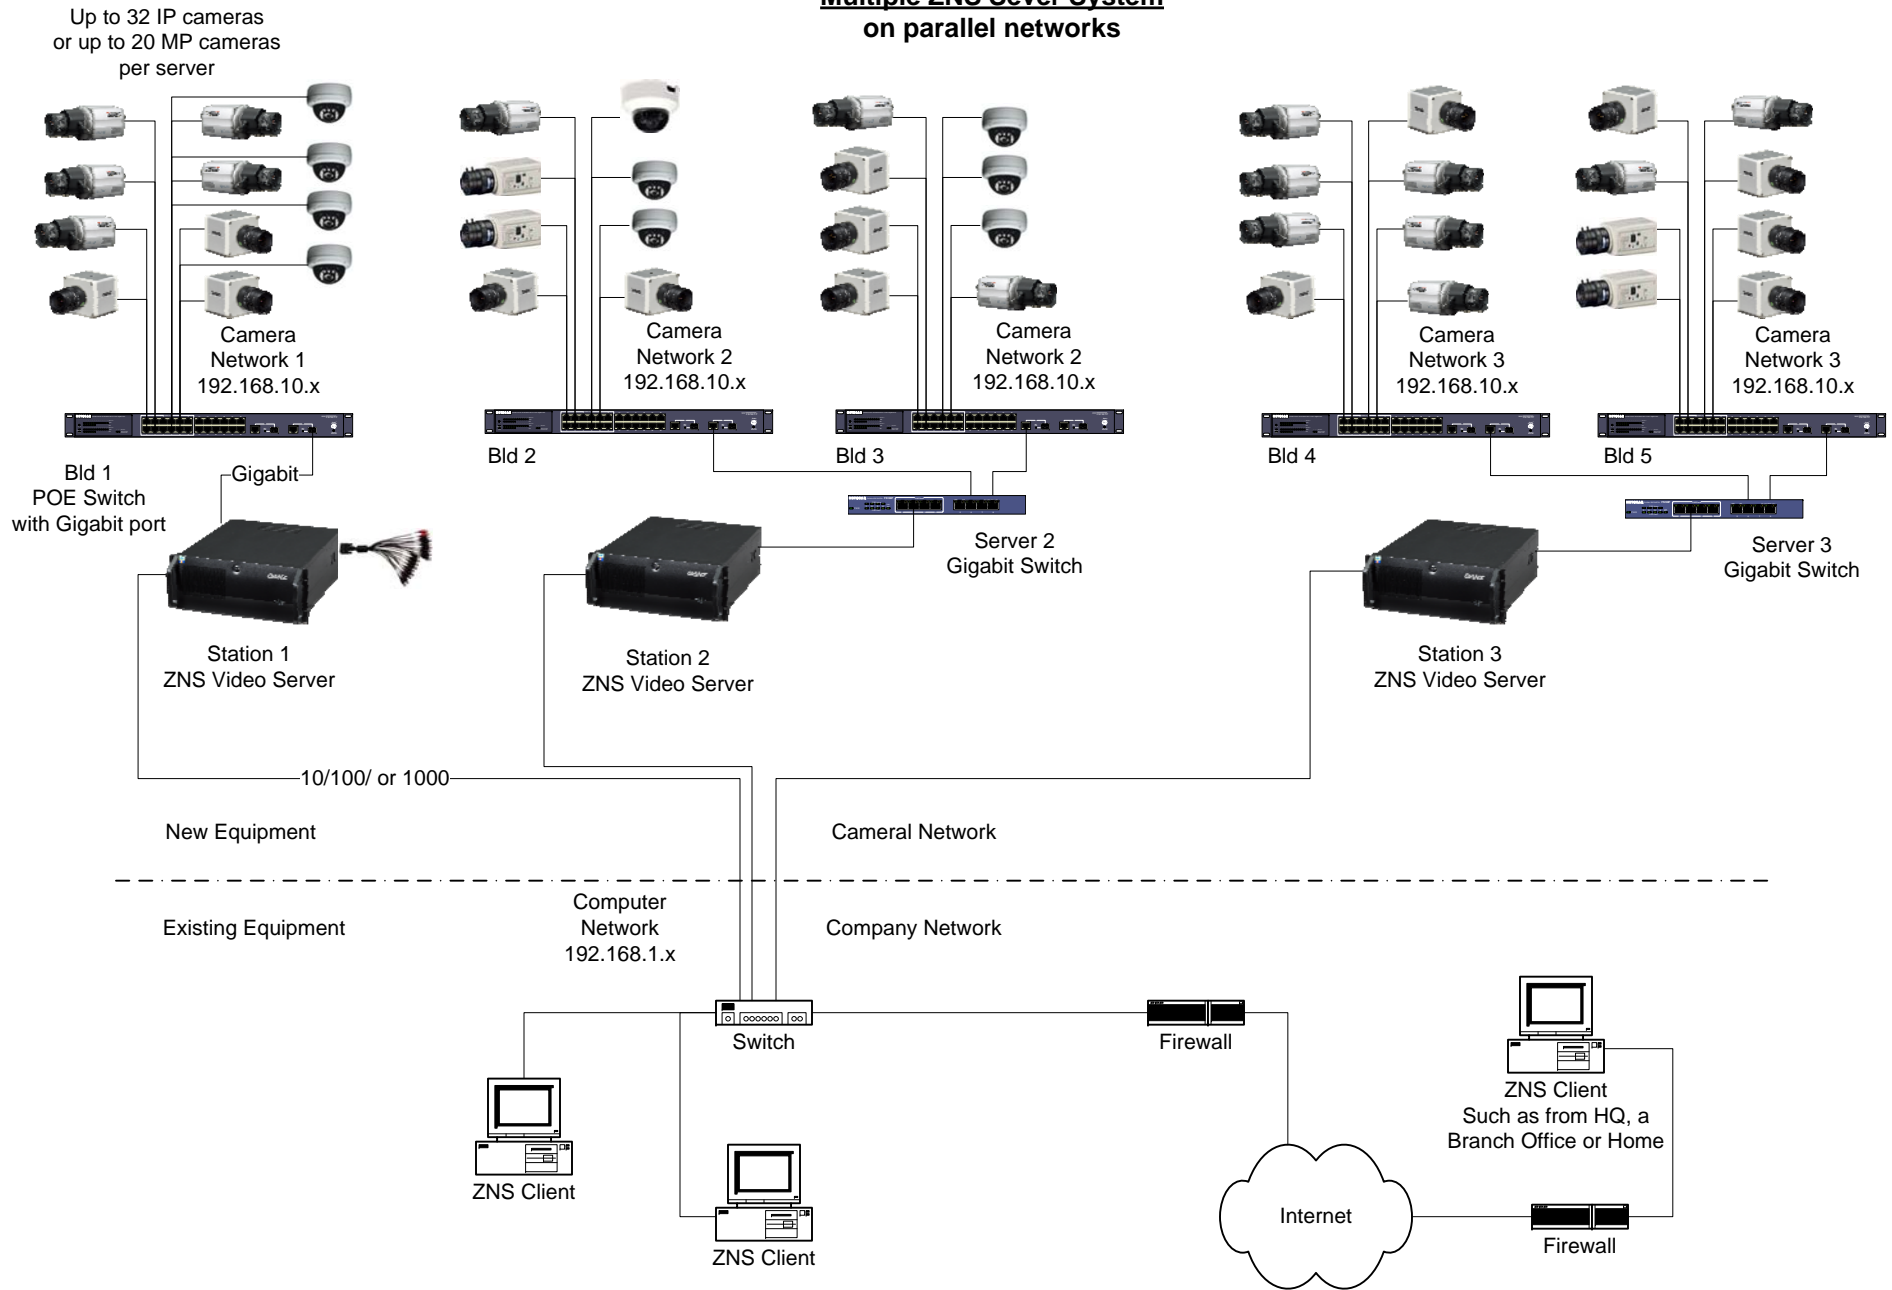 Multiple ZNS Sever System
on parallel networks
Up to 32 IP cameras
or up to 20 MP cameras
per server
Camera
Network 1
192.168.10.x
Camera
Network 2
192.168.10.x
Camera
Network 2
192.168.10.x
Camera
Network 3
192.168.10.x
Camera
Network 3
192.168.10.x
Bld 1
POE Switch
with Gigabit port
Gigabit
Bld 2
Bld 3
Bld 4
Bld 5
Server 2
Gigabit Switch
Server 3
Gigabit Switch
Station 1
ZNS Video Server
Station 2
ZNS Video Server
Station 3
ZNS Video Server
10/100/ or 1000
New Equipment
Cameral Network
Existing Equipment
Computer
Network
192.168.1.x
Company Network
Switch
Firewall
ZNS Client
Such as from HQ, a
Branch Office or Home
ZNS Client
ZNS Client
Internet
Firewall